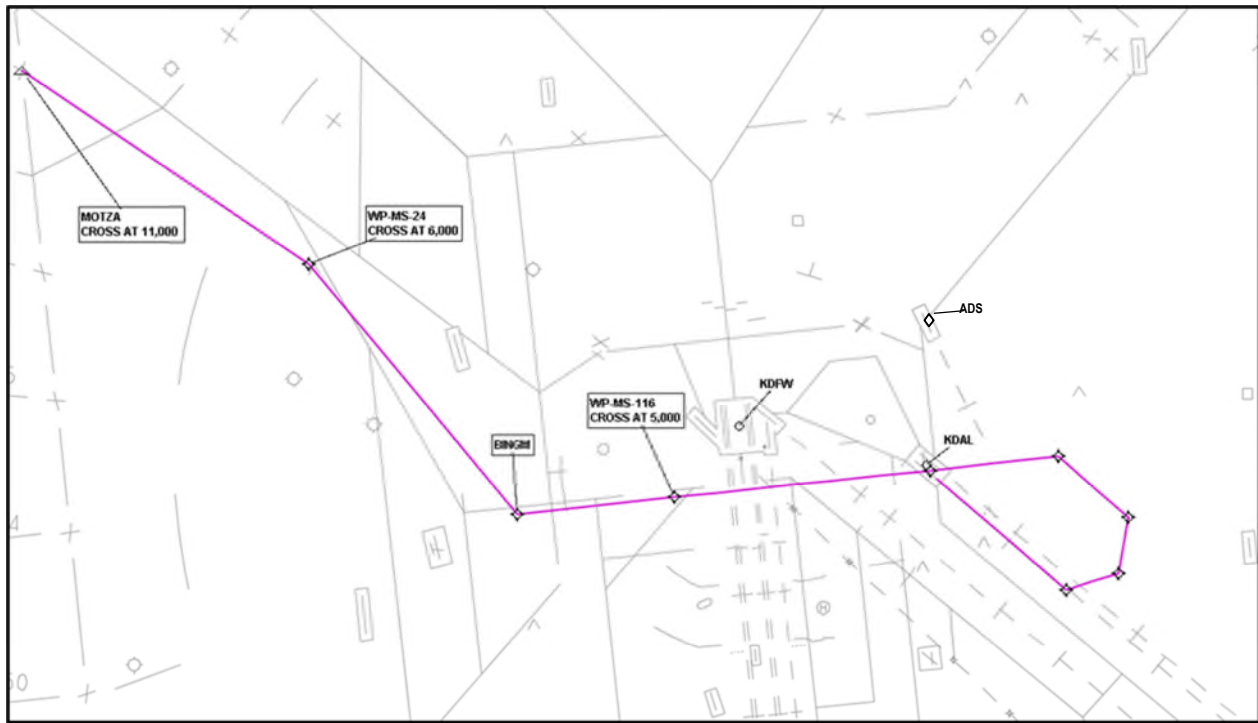 MOTZA
CROSS AT 11,000
WP-MS-24
CROSS AT 6,000
ADS
KDFW
WP-MS-116
CROSS AT 5,000
KDAL
H